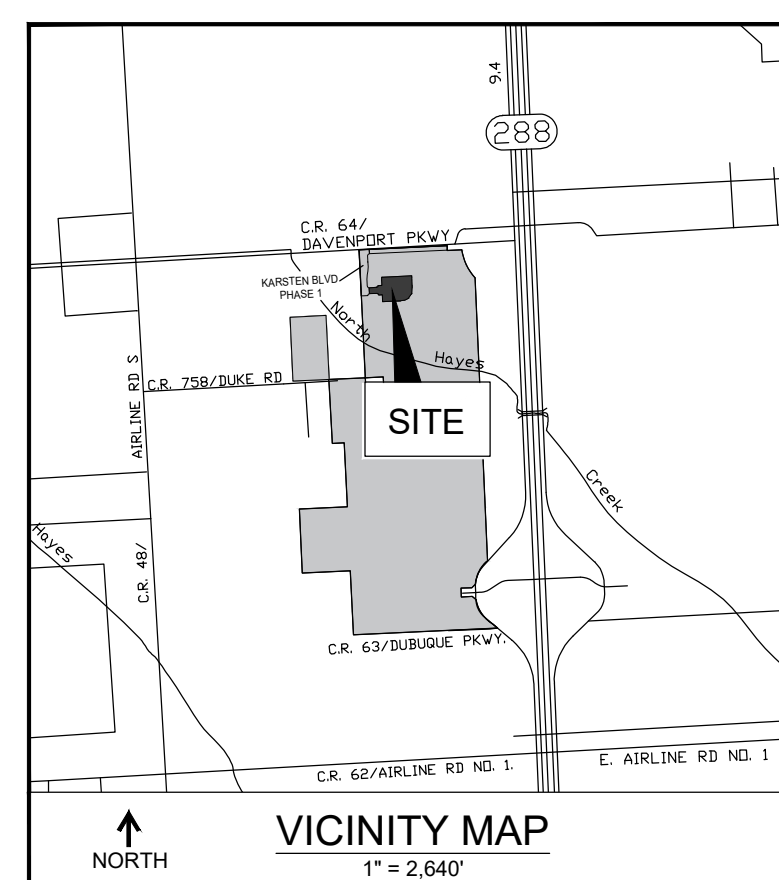 9.4
288
C.R. 64/
DAVENPORT PKWY
KARSTEN BLVD
PHASE 1
North
Hayes
C.R. 758/DUKE RD
AIRLINE RD S
SITE
Creek
Hayes
C.R. 48/
C.R. 63/DUBUQUE PKWY.
C.R. 62/AIRLINE RD NO. 1.
E. AIRLINE RD NO. 1
NORTH
VICINITY MAP
1" = 2,640'